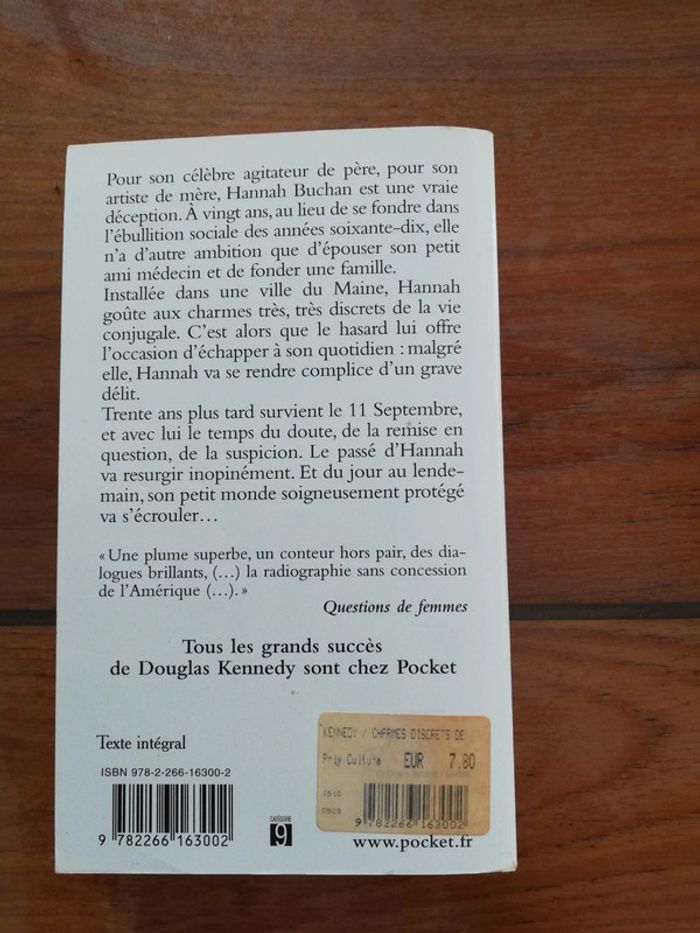 Pour son célèbre agitateur de père, pour son
artiste de mère, Hannah Buchan est une vraie
déception. À vingt ans, au lieu de se fondre dans
l'ébullition sociale des années soixante-dix, elle
n'a d'autre ambition que d'épouser son petit
ami médecin et de fonder une famille.
Installée dans une ville du Maine, Hannah
goûte aux charmes très, très discrets de la vie
conjugale. C'est alors que le hasard lui offre
l'occasion d'échapper à son quotidien : malgré
elle, Hannah va se rendre complice d'un grave
délit.
Trente ans plus tard survient le 11 Septembre,
et avec lui le temps du doute, de la remise en
question, de la suspicion. Le passé d'Hannah
va resurgir inopinément. Et du jour au lende-
main, son petit monde soigneusement protégé
va s'écrouler…
« Une plume superbe, un conteur hors pair, des dia-
logues brillants, (…) la radiographie sans concession
de l'Amérique (…). »
Questions de femmes
Tous les grands succès
de Douglas Kennedy sont chez Pocket
Texte intégral
ISBN 978-2-266-16300-2
9 782266 163002
CATÉGORIE
9
KENNEDY / CHARMES DISCRETS DE
Prix Cultura EUR 7.80
1510
0503
9 782266 163002
www.pocket.fr